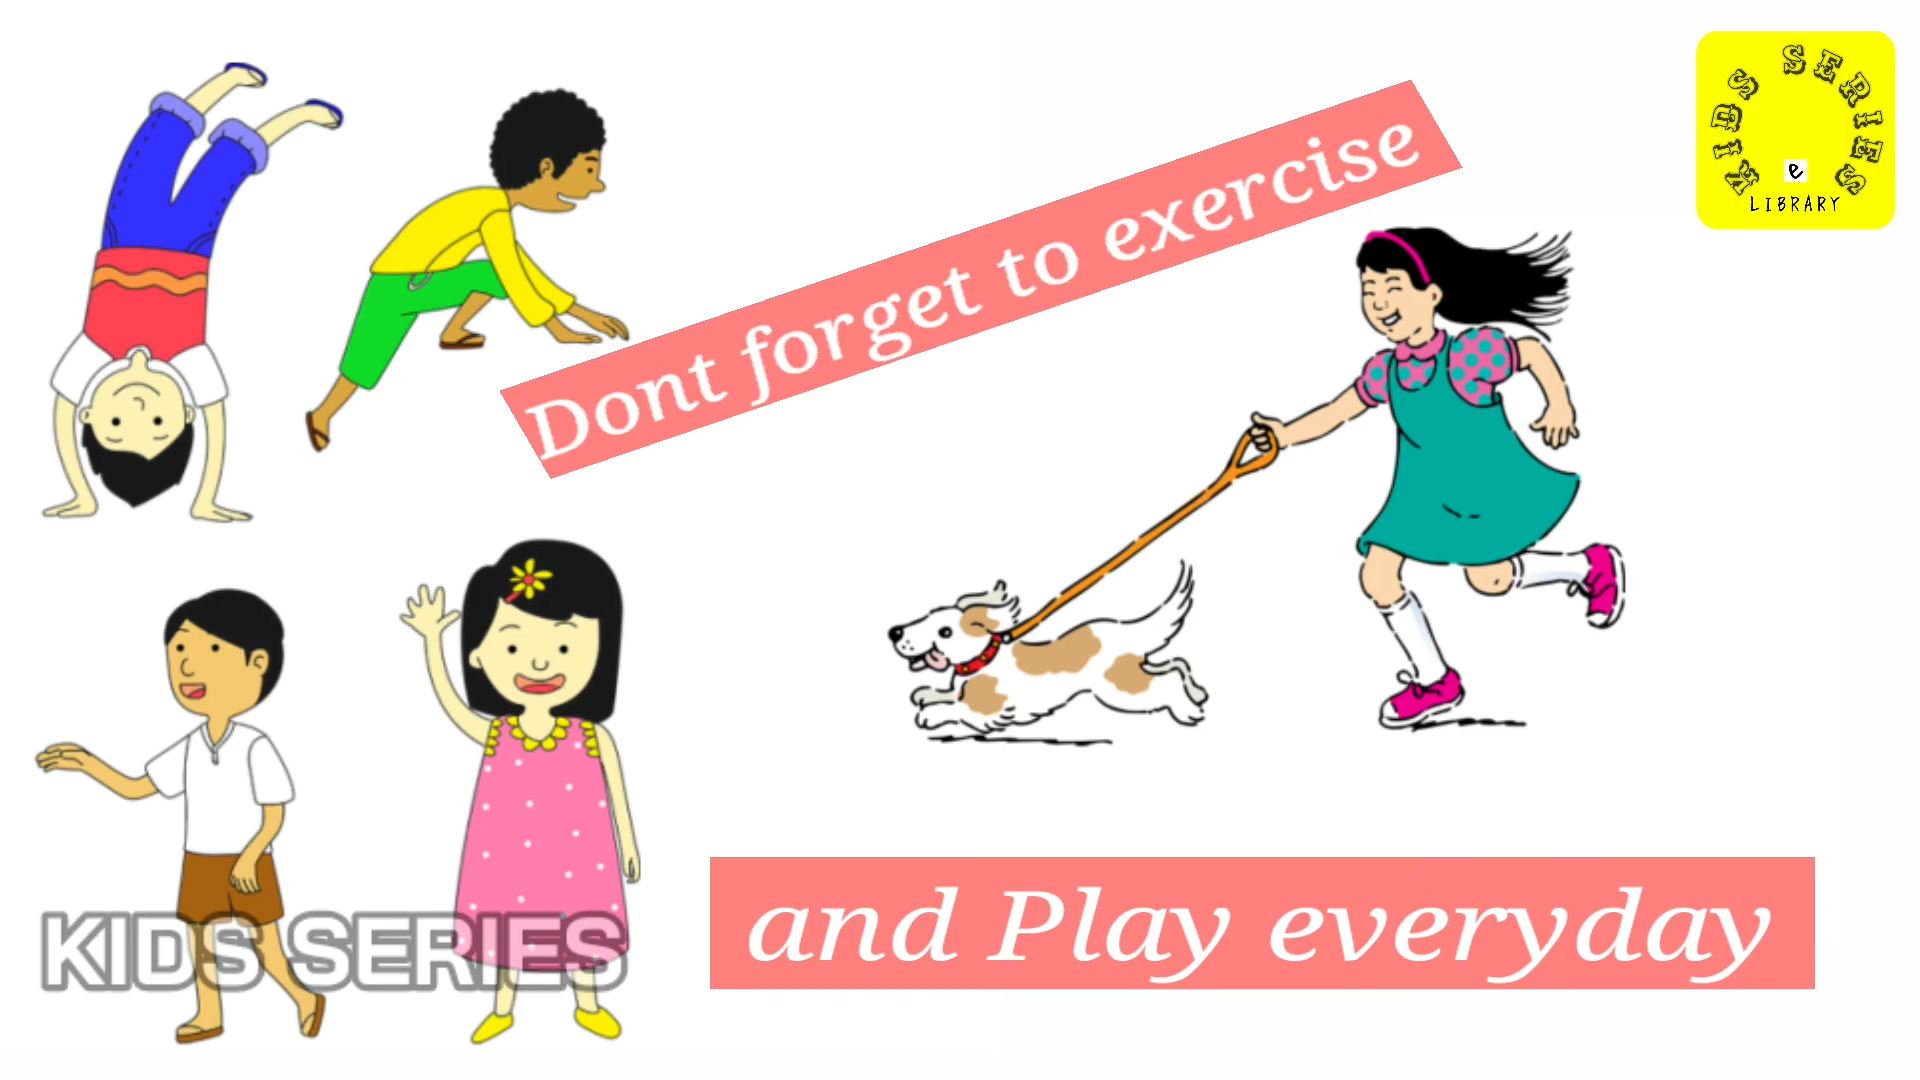 KIDS SERIES
e
LIBRARY
Dont forget to exercise
and Play everyday
KIDS SERIES